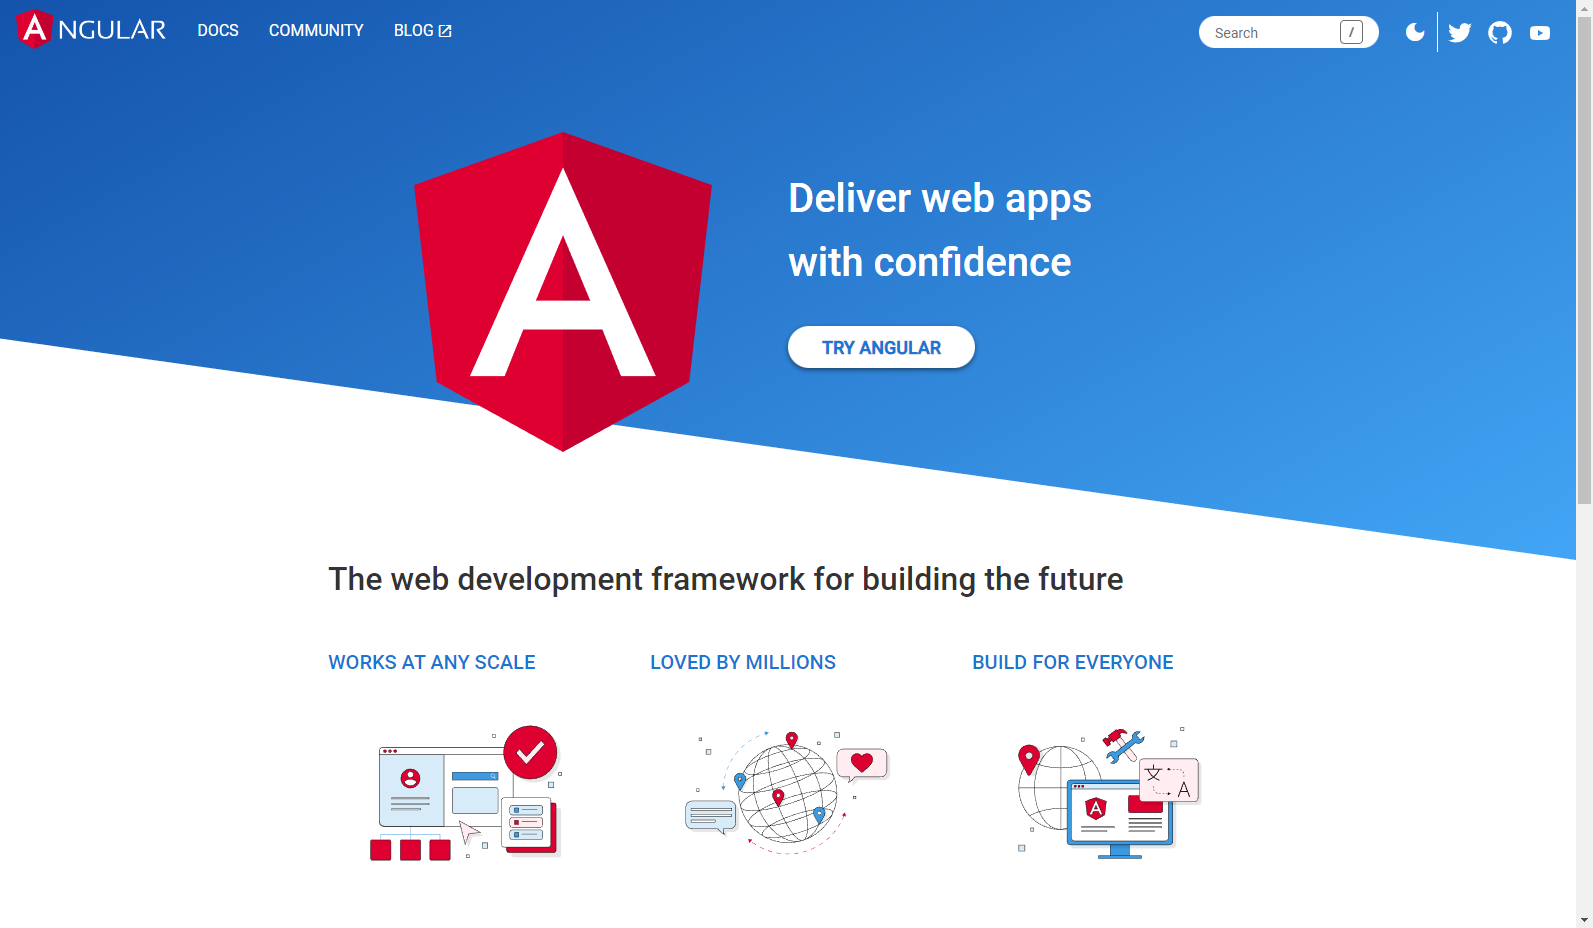 NGULAR
DOCS
COMMUNITY
BLOG
Search
/
Deliver web apps
with confidence
TRY ANGULAR
The web development framework for building the future
WORKS AT ANY SCALE
LOVED BY MILLIONS
BUILD FOR EVERYONE
文
A